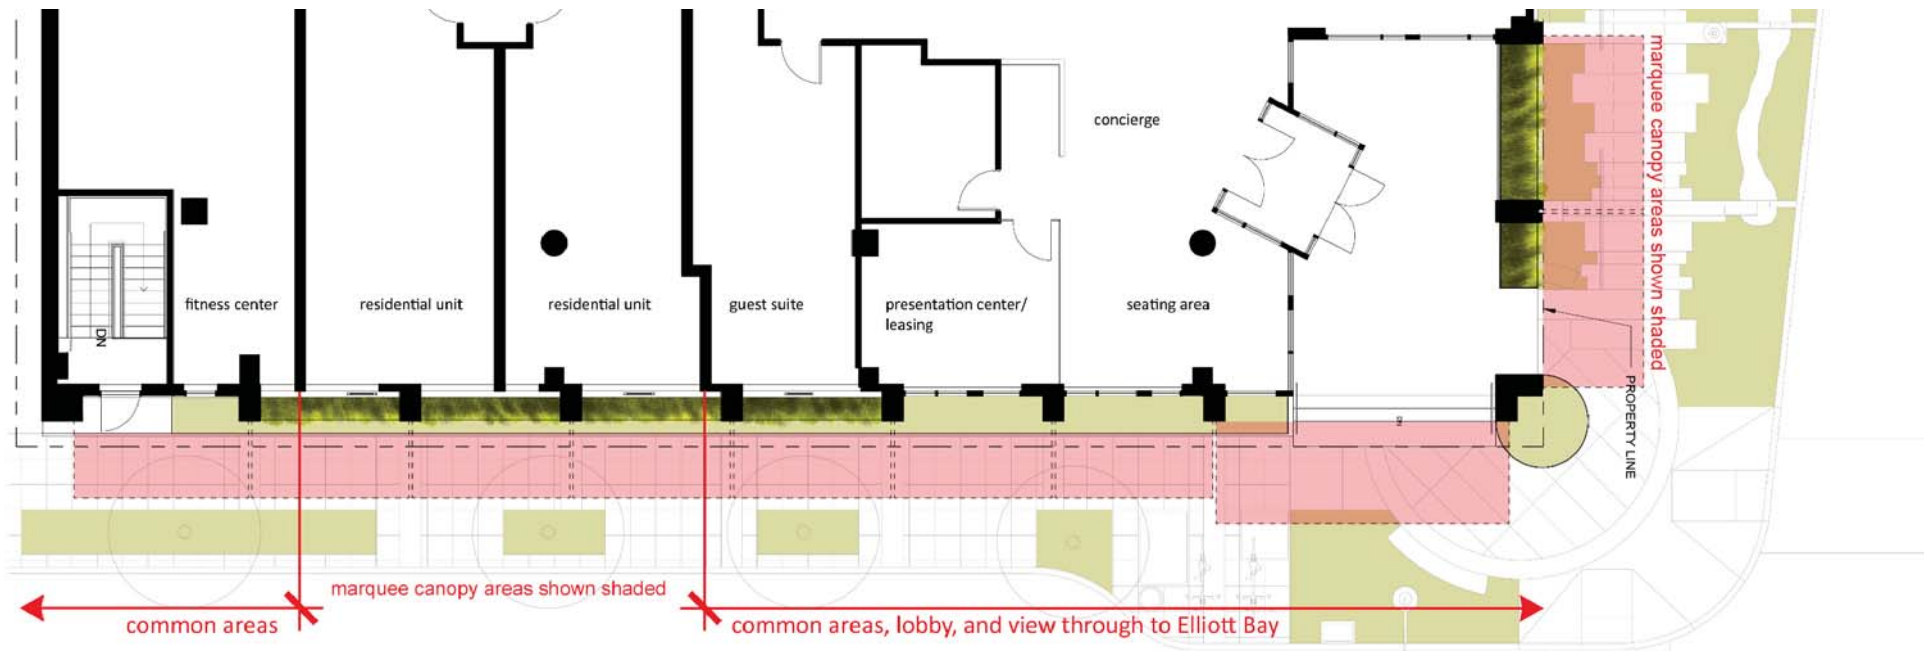 concierge
fitness center
residential unit
residential unit
guest suite
presentation center/
leasing
seating area
DN
DN
marquee canopy areas shown shaded
PROPERTY LINE
marquee canopy areas shown shaded
common areas
common areas, lobby, and view through to Elliott Bay